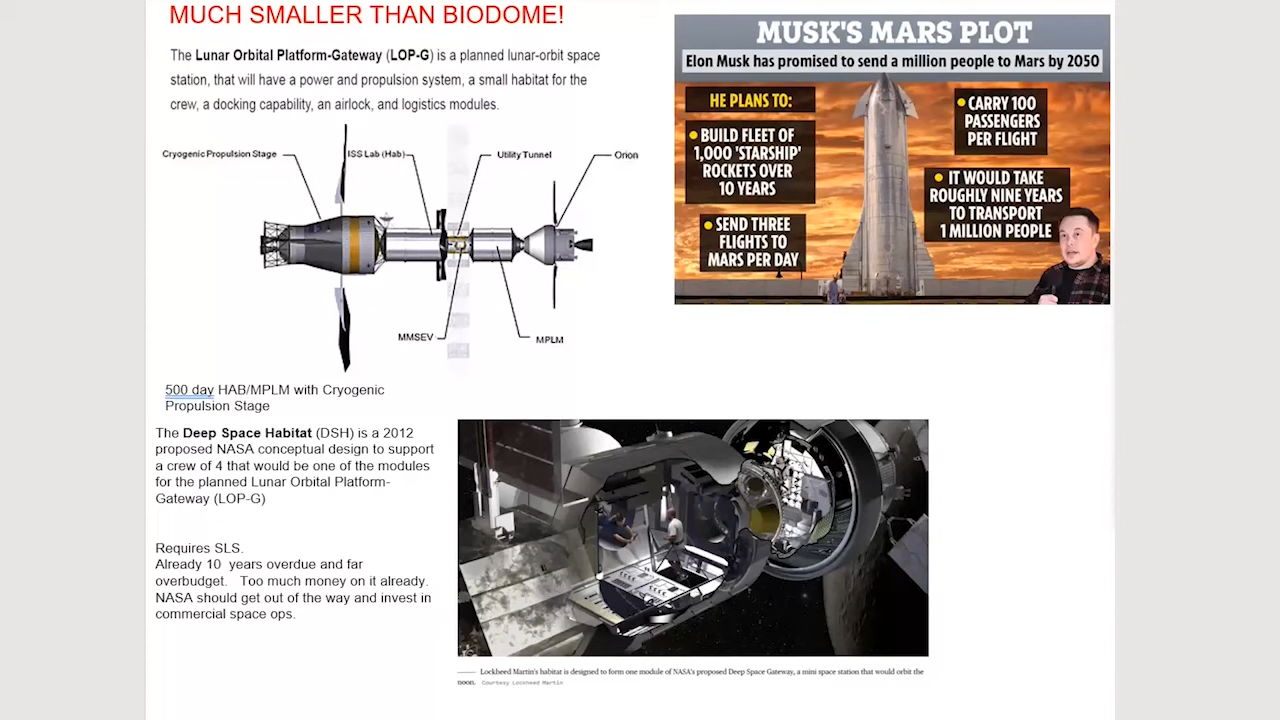 MUCH SMALLER THAN BIODOME!
The Lunar Orbital Platform-Gateway (LOP-G) is a planned lunar-orbit space
station, that will have a power and propulsion system, a small habitat for the
crew, a docking capability, an airlock, and logistics modules.
Cryogenic Propulsion Stage
ISS Lab (Hab)
Utility Tunnel
Orion
MMSEV
MPLM
500 day HAB/MPLM with Cryogenic
Propulsion Stage
The Deep Space Habitat (DSH) is a 2012
proposed NASA conceptual design to support
a crew of 4 that would be one of the modules
for the planned Lunar Orbital Platform-
Gateway (LOP-G)
Requires SLS.
Already 10 years overdue and far
overbudget. Too much money on it already.
NASA should get out of the way and invest in
commercial space ops.
MUSK'S MARS PLOT
Elon Musk has promised to send a million people to Mars by 2050
HE PLANS TO:
• BUILD FLEET OF
1,000 'STARSHIP'
ROCKETS OVER
10 YEARS
• SEND THREE
FLIGHTS TO
MARS PER DAY
• CARRY 100
PASSENGERS
PER FLIGHT
• IT WOULD TAKE
ROUGHLY NINE YEARS
TO TRANSPORT
1 MILLION PEOPLE
Lockheed Martin's habitat is designed to form one module of NASA's proposed Deep Space Gateway, a mini space station that would orbit the
moon. Courtesy Lockheed Martin